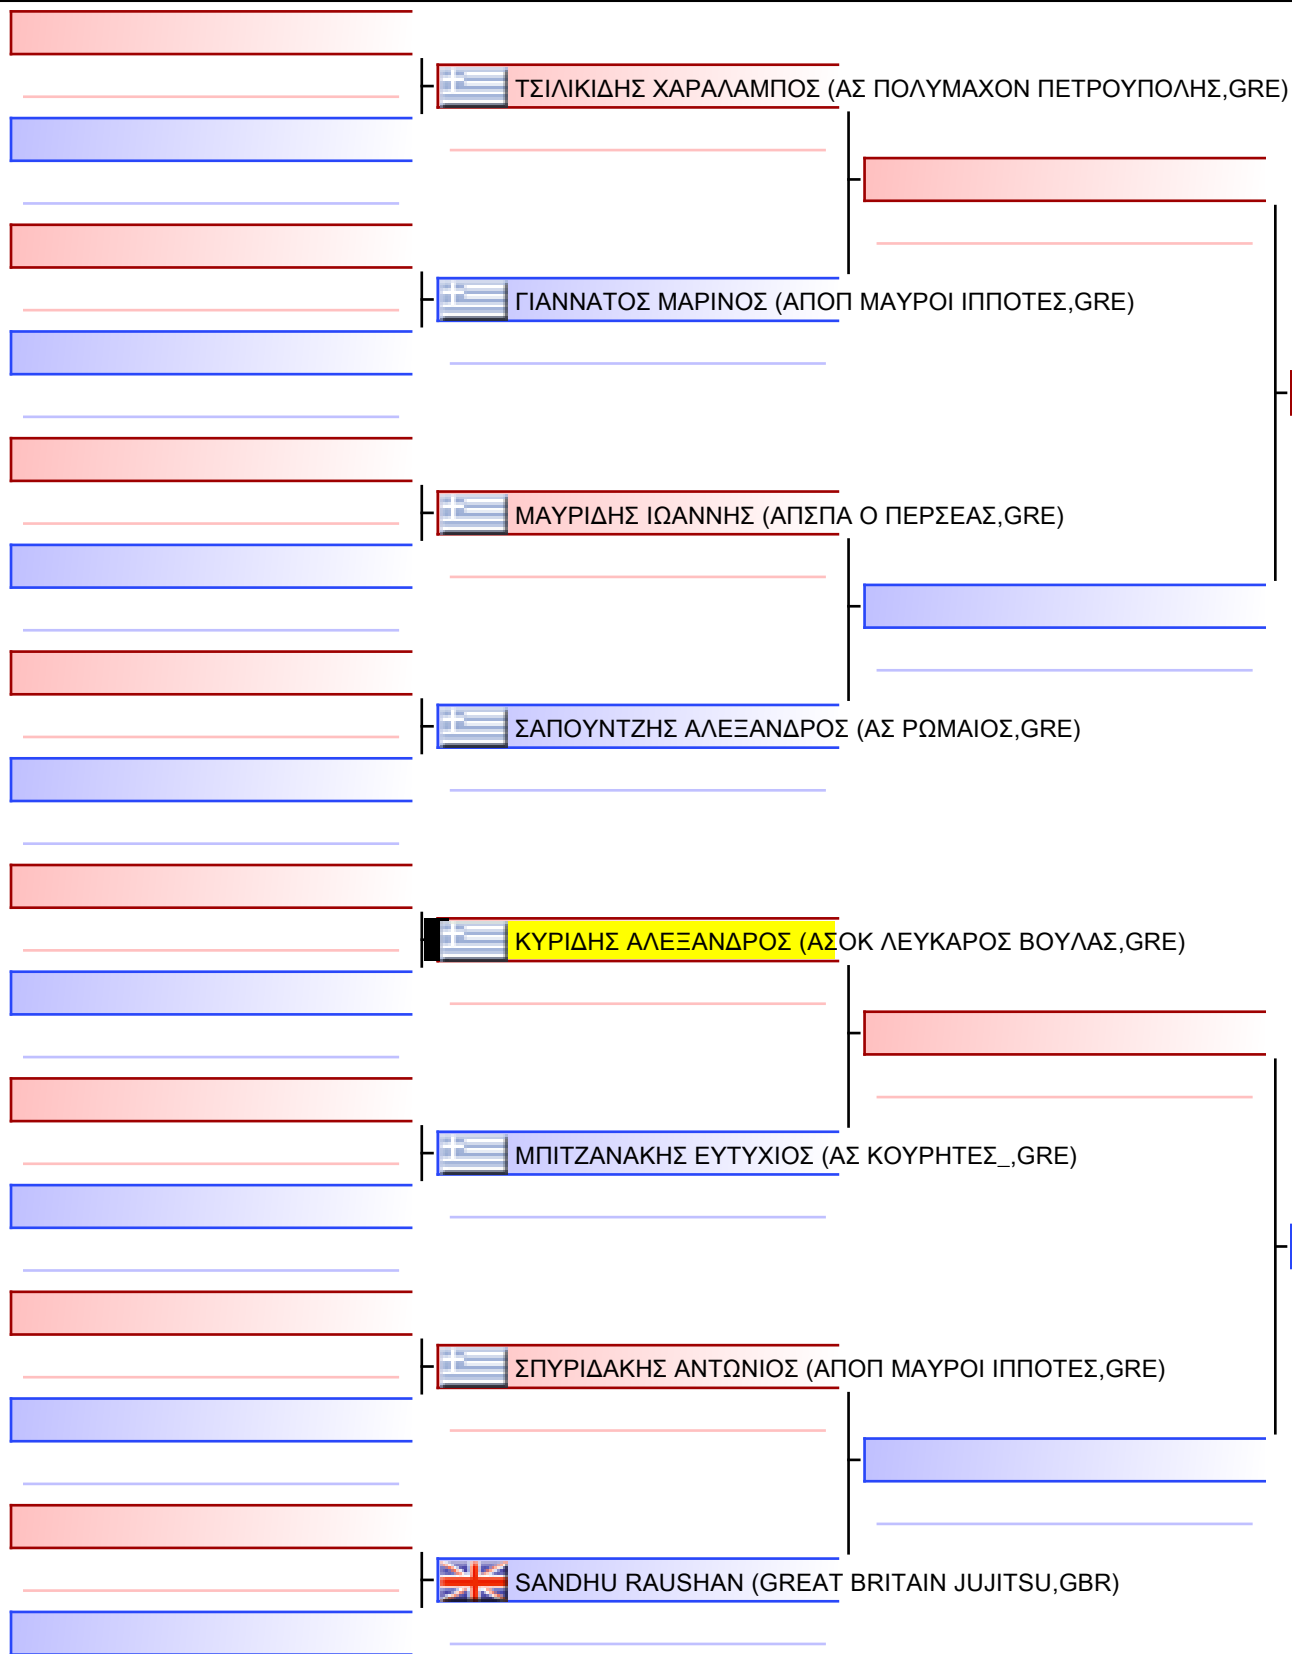 ΤΣΙΛΙΚΙΔΗΣ ΧΑΡΑΛΑΜΠΟΣ (ΑΣ ΠΟΛΥΜΑΧΟΝ ΠΕΤΡΟΥΠΟΛΗΣ,GRE)
ΓΙΑΝΝΑΤΟΣ ΜΑΡΙΝΟΣ (ΑΠΟΠ ΜΑΥΡΟΙ ΙΠΠΟΤΕΣ,GRE)
ΜΑΥΡΙΔΗΣ ΙΩΑΝΝΗΣ (ΑΠΣΠΑ Ο ΠΕΡΣΕΑΣ,GRE)
ΣΑΠΟΥΝΤΖΗΣ ΑΛΕΞΑΝΔΡΟΣ (ΑΣ ΡΩΜΑΙΟΣ,GRE)
ΚΥΡΙΔΗΣ ΑΛΕΞΑΝΔΡΟΣ (ΑΣΟΚ ΛΕΥΚΑΡΟΣ ΒΟΥΛΑΣ,GRE)
ΜΠΙΤΖΑΝΑΚΗΣ ΕΥΤΥΧΙΟΣ (ΑΣ ΚΟΥΡΗΤΕΣ_,GRE)
ΣΠΥΡΙΔΑΚΗΣ ΑΝΤΩΝΙΟΣ (ΑΠΟΠ ΜΑΥΡΟΙ ΙΠΠΟΤΕΣ,GRE)
SANDHU RAUSHAN (GREAT BRITAIN JUJITSU,GBR)